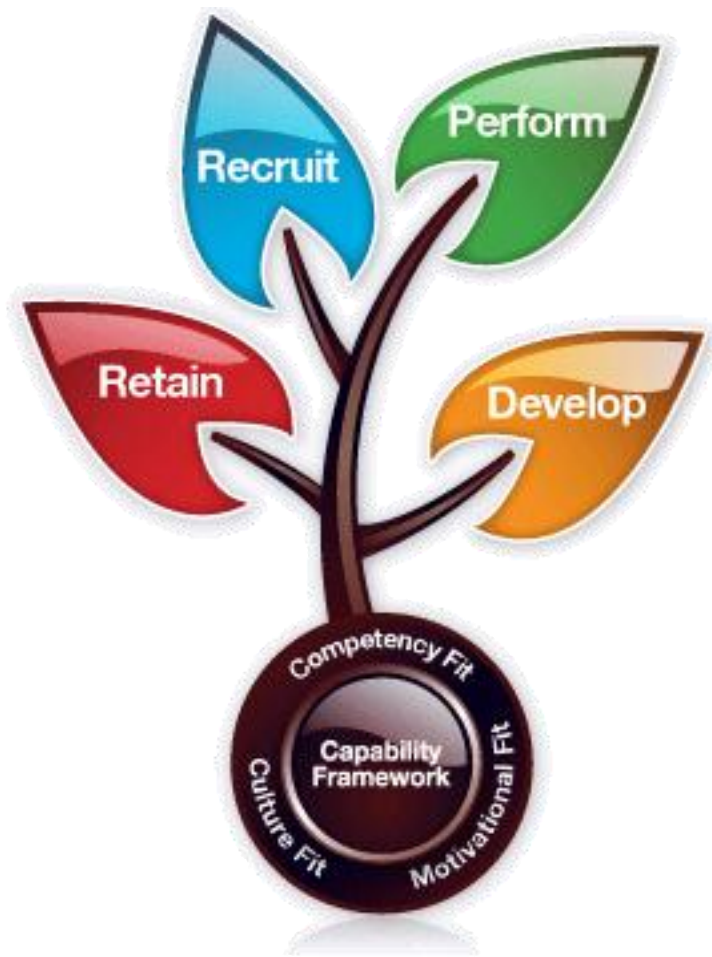 Recruit
Perform
Retain
Develop
Competency Fit
Capability
Framework
Culture Fit
Motivational Fit